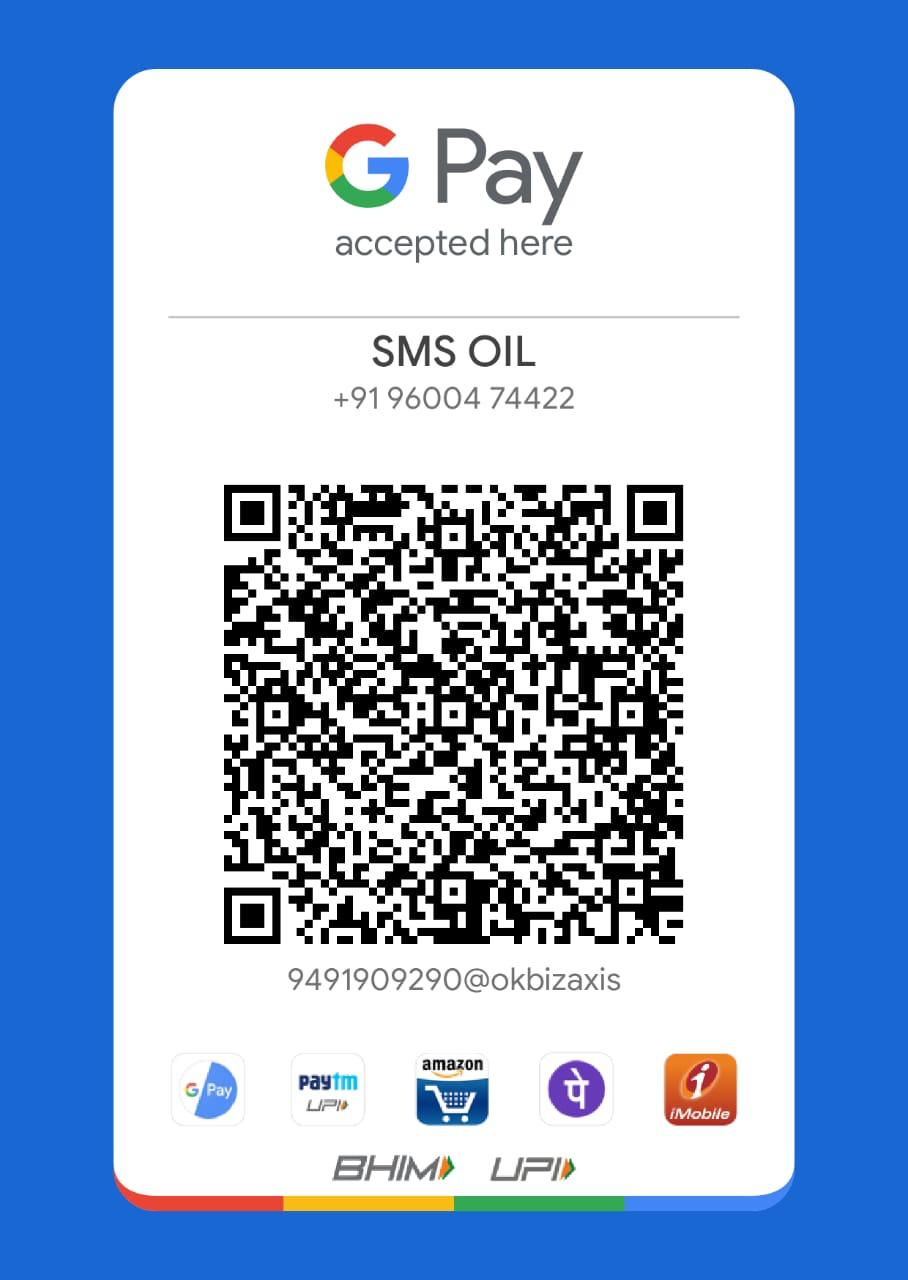 G Pay
accepted here
SMS OIL
+91 96004 74422
9491909290@okbizaxis
G Pay
paytm
UPI
amazon
पे
i
iMobile
BHIM UPI